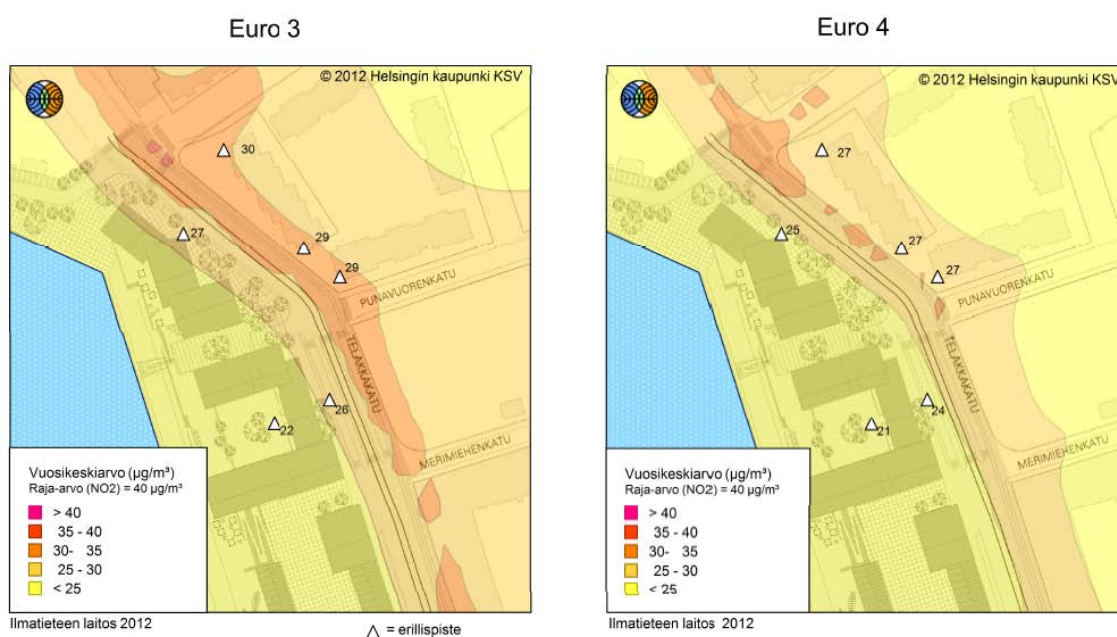 Euro 3
© 2012 Helsingin kaupunki KSV
30
27
29
29
PUNAVUORENKATU
TELAKKAKATU
26
22
MERIMIEHENKATU
Vuosikeskiarvo (µg/m³)
Raja-arvo (NO2) = 40 µg/m³
> 40
35 - 40
30- 35
25 - 30
< 25
Ilmatieteen laitos 2012
△ = erillispiste
Euro 4
© 2012 Helsingin kaupunki KSV
27
25
27
27
PUNAVUORENKATU
TELAKKAKATU
24
21
MERIMIEHENKATU
Vuosikeskiarvo (µg/m³)
Raja-arvo (NO2) = 40 µg/m³
> 40
35 - 40
30- 35
25 - 30
< 25
Ilmatieteen laitos 2012